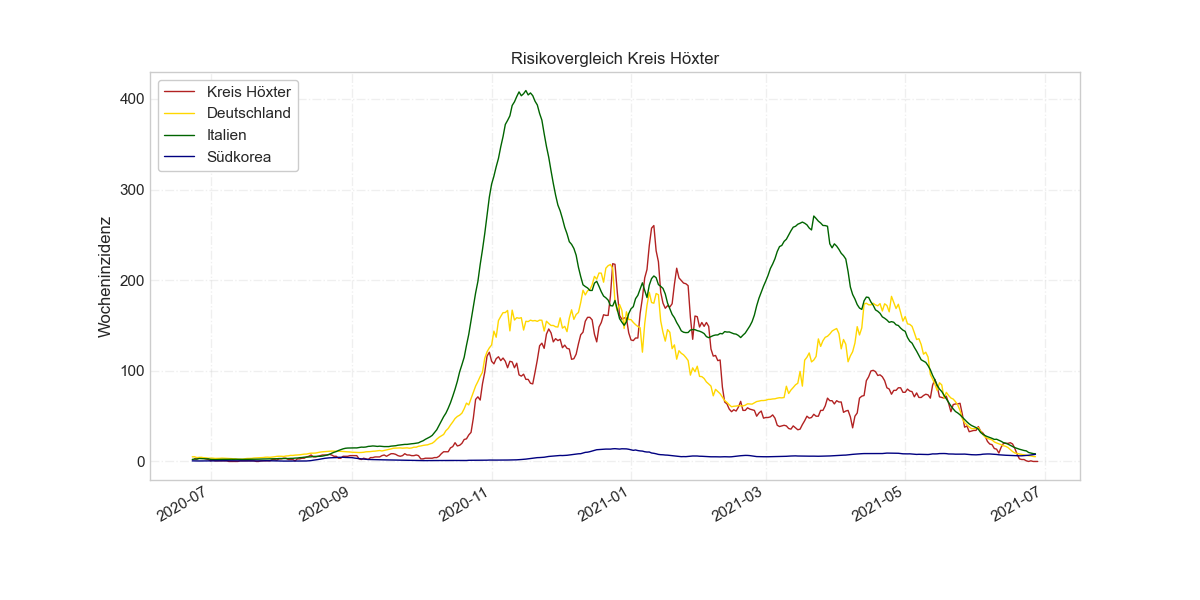 Risikovergleich Kreis Höxter
Kreis Höxter
Deutschland
Italien
Südkorea
Wocheninzidenz
400
300
200
100
0
2020-07
2020-09
2020-11
2021-01
2021-03
2021-05
2021-07